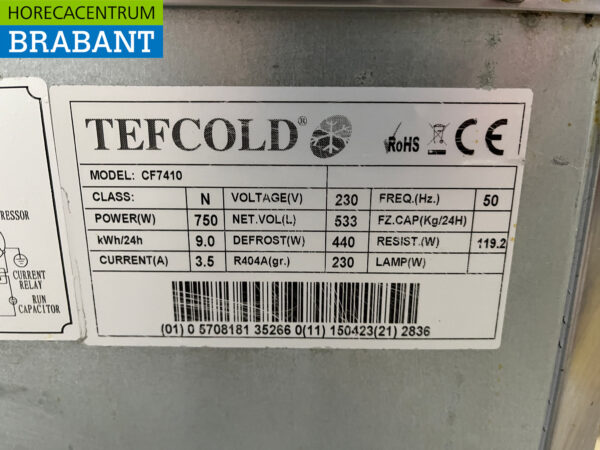 HORECACENTRUM
BRABANT
TEFCOLD®
RoHS CE
MODEL: CF7410
CLASS: N VOLTAGE(V) 230 FREQ.(Hz.) 50
POWER(W) 750 NET.VOL(L) 533 FZ.CAP(Kg/24H)
kWh/24h 9.0 DEFROST(W) 440 RESIST.(W) 119.2
CURRENT(A) 3.5 R404A(gr.) 230 LAMP(W)
(01) 0 5708181 35266 0(11) 150423(21) 2836
CURRENT
RELAY
RUN
CAPACITOR